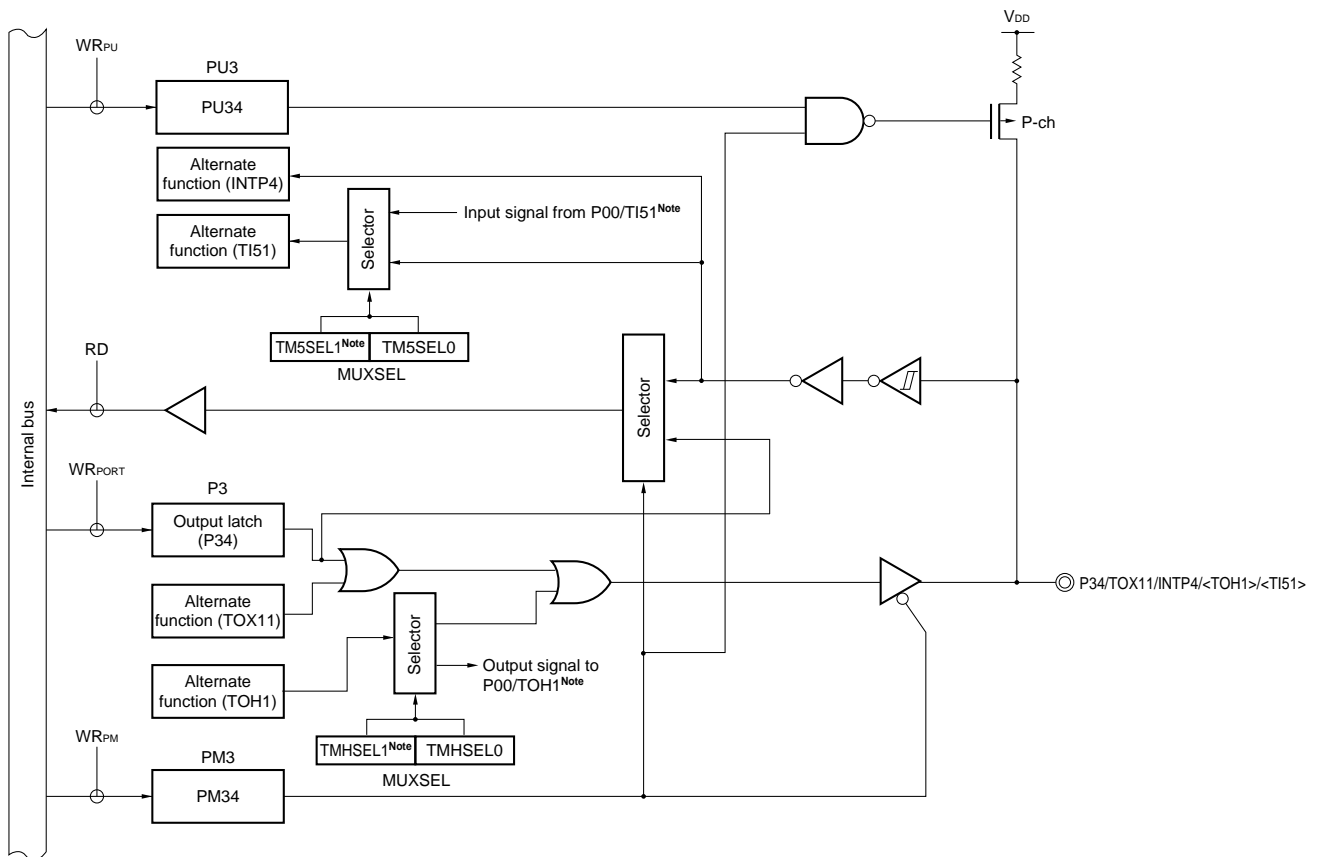 VDD
WRPU
PU3
PU34
P-ch
Alternate
function (INTP4)
Selector
Input signal from P00/TI51Note
Alternate
function (TI51)
TM5SEL1Note
TM5SEL0
MUXSEL
RD
Selector
Internal bus
WRPORT
P3
Output latch
(P34)
P34/TOX11/INTP4/<TOH1>/<TI51>
Alternate
function (TOX11)
Selector
Output signal to
P00/TOH1Note
Alternate
function (TOH1)
WRPM
TMHSEL1Note
TMHSEL0
MUXSEL
PM3
PM34